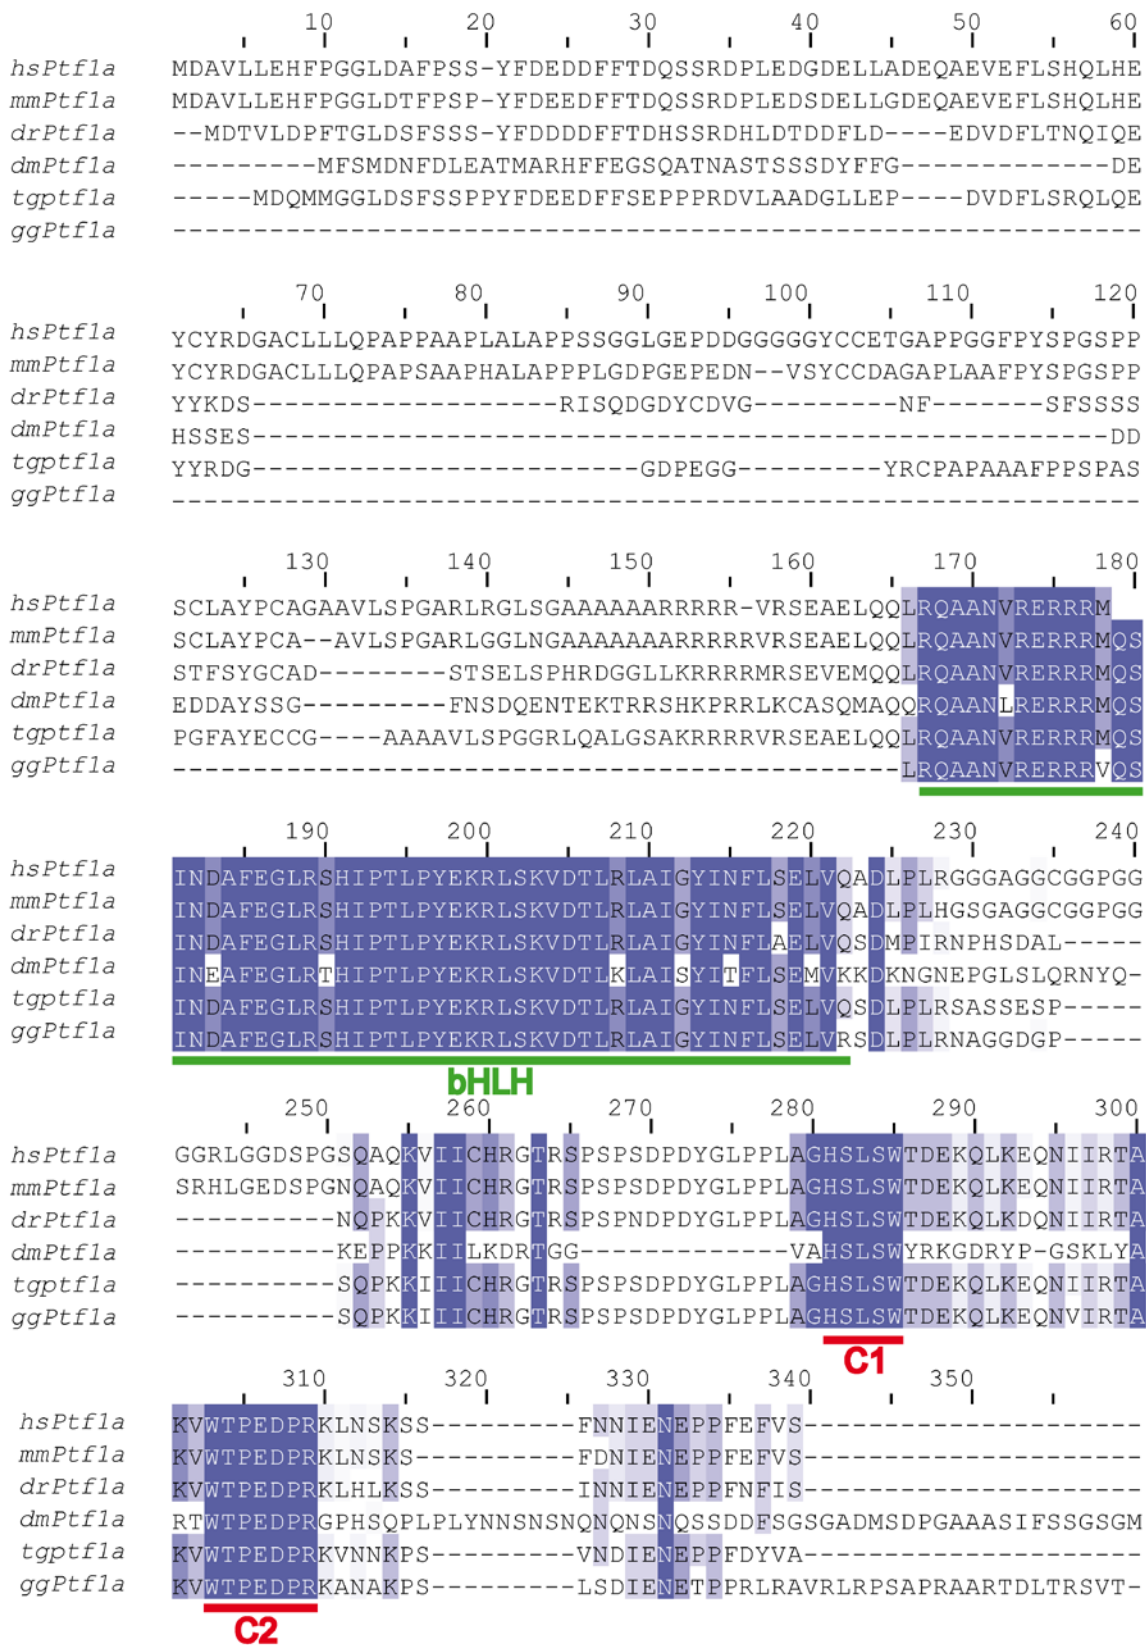 10 20 30 40 50 60
hsPtf1a MDAVLLEHFPGGLDAFPSS-YFDEDDFFTDQSSRDPLEDGDELLADEQAEVEFLSHQLHE
mmPtf1a MDAVLLEHFPGGLDTFPSP-YFDEEDFFTDQSSRDPLEDSDELLGDEQAEVEFLSHQLHE
drPtf1a --MDTVLDPFTGLDSFSSS-YFDDDDFFTDHSSRDHLDTDDFLD----EDVDFLTNQIQE
dmPtf1a ---------MFSMDNFDLEATMARHFFEGSQATNASTSSSDYFFG-------------DE
tgptf1a -----MDQMMGGLDSFSSPPYFDEEDFFSEPPPRDVLAADGLLEP----DVDFLSRQLQE
ggPtf1a ------------------------------------------------------------
70 80 90 100 110 120
hsPtf1a YCYRDGACLLLQPAPPAAPLALAPPSSGGLGEPDDGGGGGYCCETGAPPGGFPYSPGSPP
mmPtf1a YCYRDGACLLLQPAPSAAPHALAPPPLGDPGEPEDN--VSYCCDAGAPLAAFPYSPGSPP
drPtf1a YYKDS-------------------RISQDGDYCDVG---------NF-------SFSSSS
dmPtf1a HSSES-----------------------------------------------------DD
tgptf1a YYRDG------------------------GDPEGG---------YRCPAPAAAFPPSPAS
ggPtf1a ------------------------------------------------------------
130 140 150 160 170 180
hsPtf1a SCLAYPCAGAAVLSPGARLRGLSGAAAAAARRRRR-VRSEAELQQLRQAANVRERRRM
mmPtf1a SCLAYPCA--AVLSPGARLGGLNGAAAAAAARRRRRVRSEAELQQLRQAANVRERRRMQS
drPtf1a STFSYGCAD--------STSELSPHRDGGLLKRRRRMRSEVEMQQLRQAANVRERRRMQS
dmPtf1a EDDAYSSG---------FNSDQENTEKTRRSHKPRRLKCASQMAQQRQAANLRERRRMQS
tgptf1a PGFAYECCG----AAAAVLSPGGRLQALGSAKRRRRVRSEAELQQLRQAANVRERRRMQS
ggPtf1a ---------------------------------------------LRQAANVRERRRVQS
190 200 210 220 230 240
hsPtf1a INDAFEGLRSHIPTLPYEKRLSKVDTLRLAIGYINFLSELVQADLPLRGGGAGGCGGPGG
mmPtf1a INDAFEGLRSHIPTLPYEKRLSKVDTLRLAIGYINFLSELVQADLPLHGSGAGGCGGPGG
drPtf1a INDAFEGLRSHIPTLPYEKRLSKVDTLRLAIGYINFLAELVQSDMPIRNPHSDAL-----
dmPtf1a INEAFEGLRTHIPTLPYEKRLSKVDTLKLAISYITFLSEMVKKDKNGNEPGLSLQRNYQ-
tgptf1a INDAFEGLRSHIPTLPYEKRLSKVDTLRLAIGYINFLSELVQSDLPLRSASSESP-----
ggPtf1a INDAFEGLRSHIPTLPYEKRLSKVDTLRLAIGYINFLSELVRSDLPLRNAGGDGP-----
bHLH
250 260 270 280 290 300
hsPtf1a GGRLGGDSPGSQAQKVIICHRGTRSPSPSDPDYGLPPLAGHSLSWTDEKQLKEQNIIRTA
mmPtf1a SRHLGEDSPGNQAQKVIICHRGTRSPSPSDPDYGLPPLAGHSLSWTDEKQLKEQNIIRTA
drPtf1a ----------NQPKKVIICHRGTRSPSPNDPDYGLPPLAGHSLSWTDEKQLKDQNIIRTA
dmPtf1a ----------KEPPKKIILKDRTGG-------------VAHSLSWYRKGDRYP-GSKLYA
tgptf1a ----------SQPKKIIICHRGTRSPSPSDPDYGLPPLAGHSLSWTDEKQLKEQNIIRTA
ggPtf1a ----------SQPKKIIICHRGTRSPSPSDPDYGLPPLAGHSLSWTDEKQLKEQNVIRTA
C1
310 320 330 340 350
hsPtf1a KVWTPEDPRKLNSKSS---------FNNIENEPPFEFVS---------------------
mmPtf1a KVWTPEDPRKLNSKSS---------FDNIENEPPFEFVS---------------------
drPtf1a KVWTPEDPRKLHLKSS---------INNIENEPPFNFIS---------------------
dmPtf1a RTWTPEDPRGPHSQPLPLYNNSNSNQNQNSNQSSDDFSGSGADMSDPGAAASIFSSGSGM
tgptf1a KVWTPEDPRKVNNKPS---------VNDIENEPPFDYVA---------------------
ggPtf1a KVWTPEDPRKANAKPS---------LSDIENETPPRLRAVRLRPSAPRAARTDLTRSVT-
C2